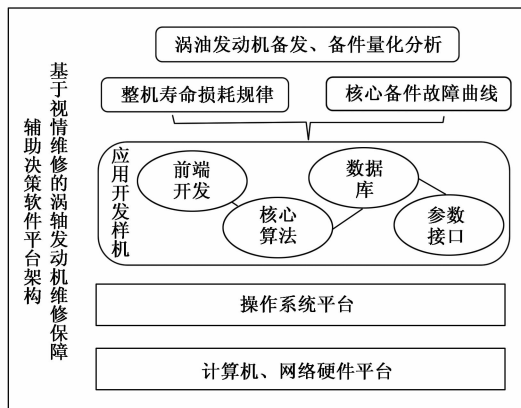 基于视情维修的涡轴发动机维修保障
辅助决策软件平台架构
涡油发动机备发、备件量化分析
整机寿命损耗规律
核心备件故障曲线
应用开发样机
前端
开发
核心
算法
数据
库
参数
接口
操作系统平台
计算机、网络硬件平台